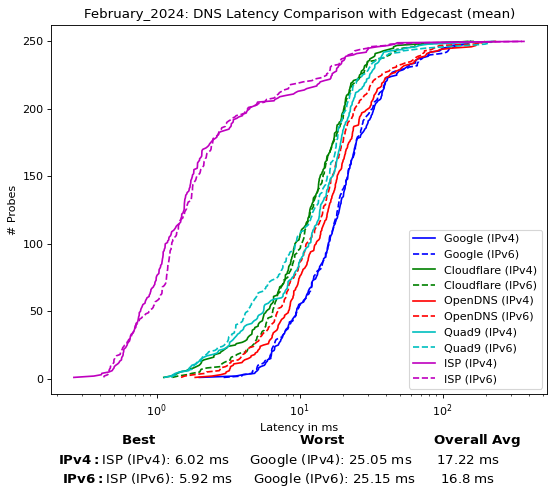 February_2024: DNS Latency Comparison with Edgecast (mean)
# Probes
250
200
150
100
50
0
Google (IPv4)
Google (IPv6)
Cloudflare (IPv4)
Cloudflare (IPv6)
OpenDNS (IPv4)
OpenDNS (IPv6)
Quad9 (IPv4)
Quad9 (IPv6)
ISP (IPv4)
ISP (IPv6)
10⁰ 10¹ 10²
Latency in ms
Best Worst Overall Avg
IPv4: ISP (IPv4): 6.02 ms Google (IPv4): 25.05 ms 17.22 ms
IPv6: ISP (IPv6): 5.92 ms Google (IPv6): 25.15 ms 16.8 ms